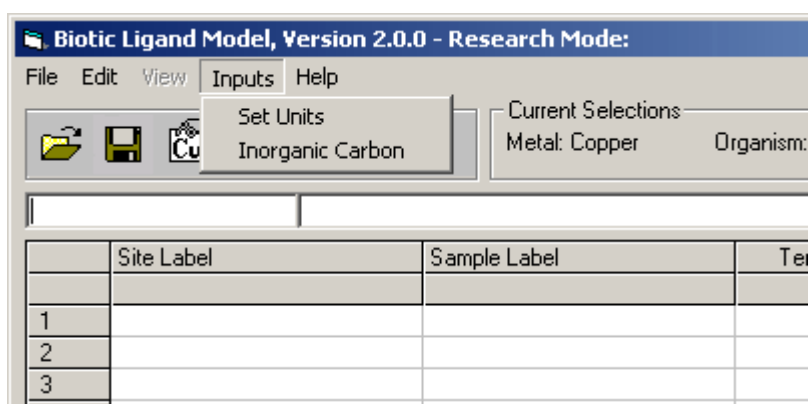 Biotic Ligand Model, Version 2.0.0 - Research Mode:
File Edit View Inputs Help
Set Units
Inorganic Carbon
Cu
Current Selections
Metal: Copper Organism:
Site Label Sample Label
1
2
3